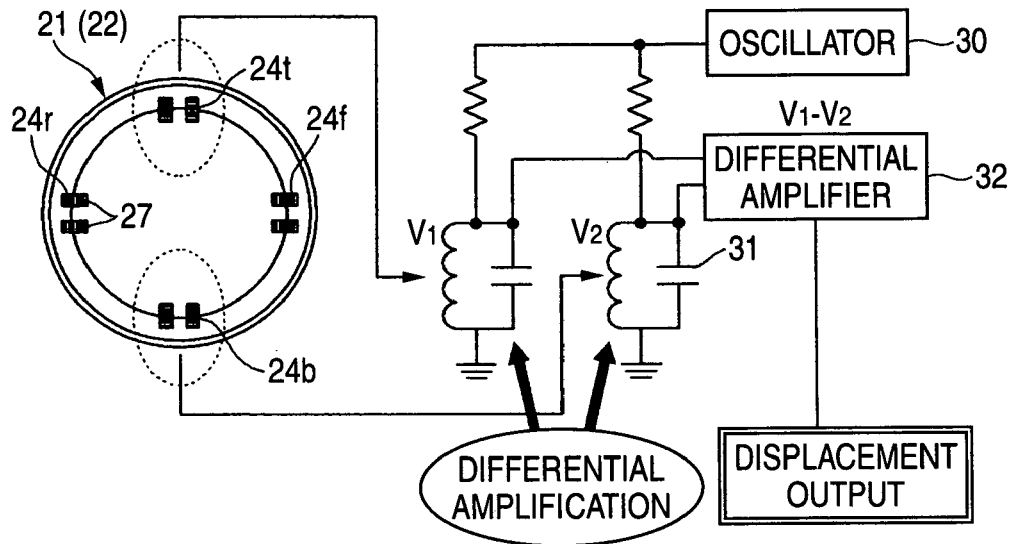 21 (22)
24t
24r
24f
27
24b
OSCILLATOR
30
V1-V2
DIFFERENTIAL
AMPLIFIER
32
V1
V2
31
DIFFERENTIAL
AMPLIFICATION
DISPLACEMENT
OUTPUT